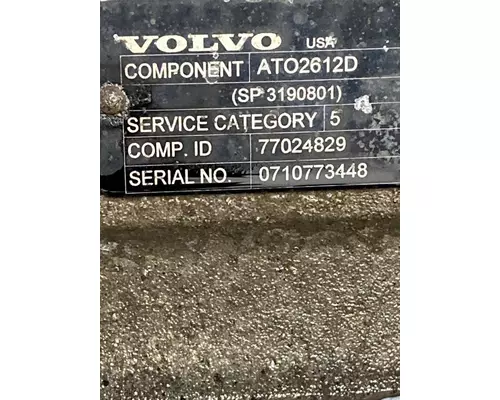 VOLVO USA
COMPONENT ATO2612D
(SP 3190801)
SERVICE CATEGORY 5
COMP. ID 77024829
SERIAL NO. 0710773448